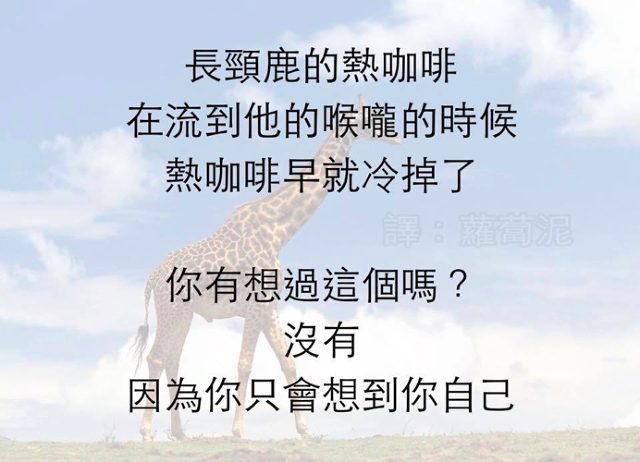 長頸鹿的熱咖啡
在流到他的喉嚨的時候
熱咖啡早就冷掉了
譯：蘿蔔泥
你有想過這個嗎？
沒有
因為你只會想到你自己